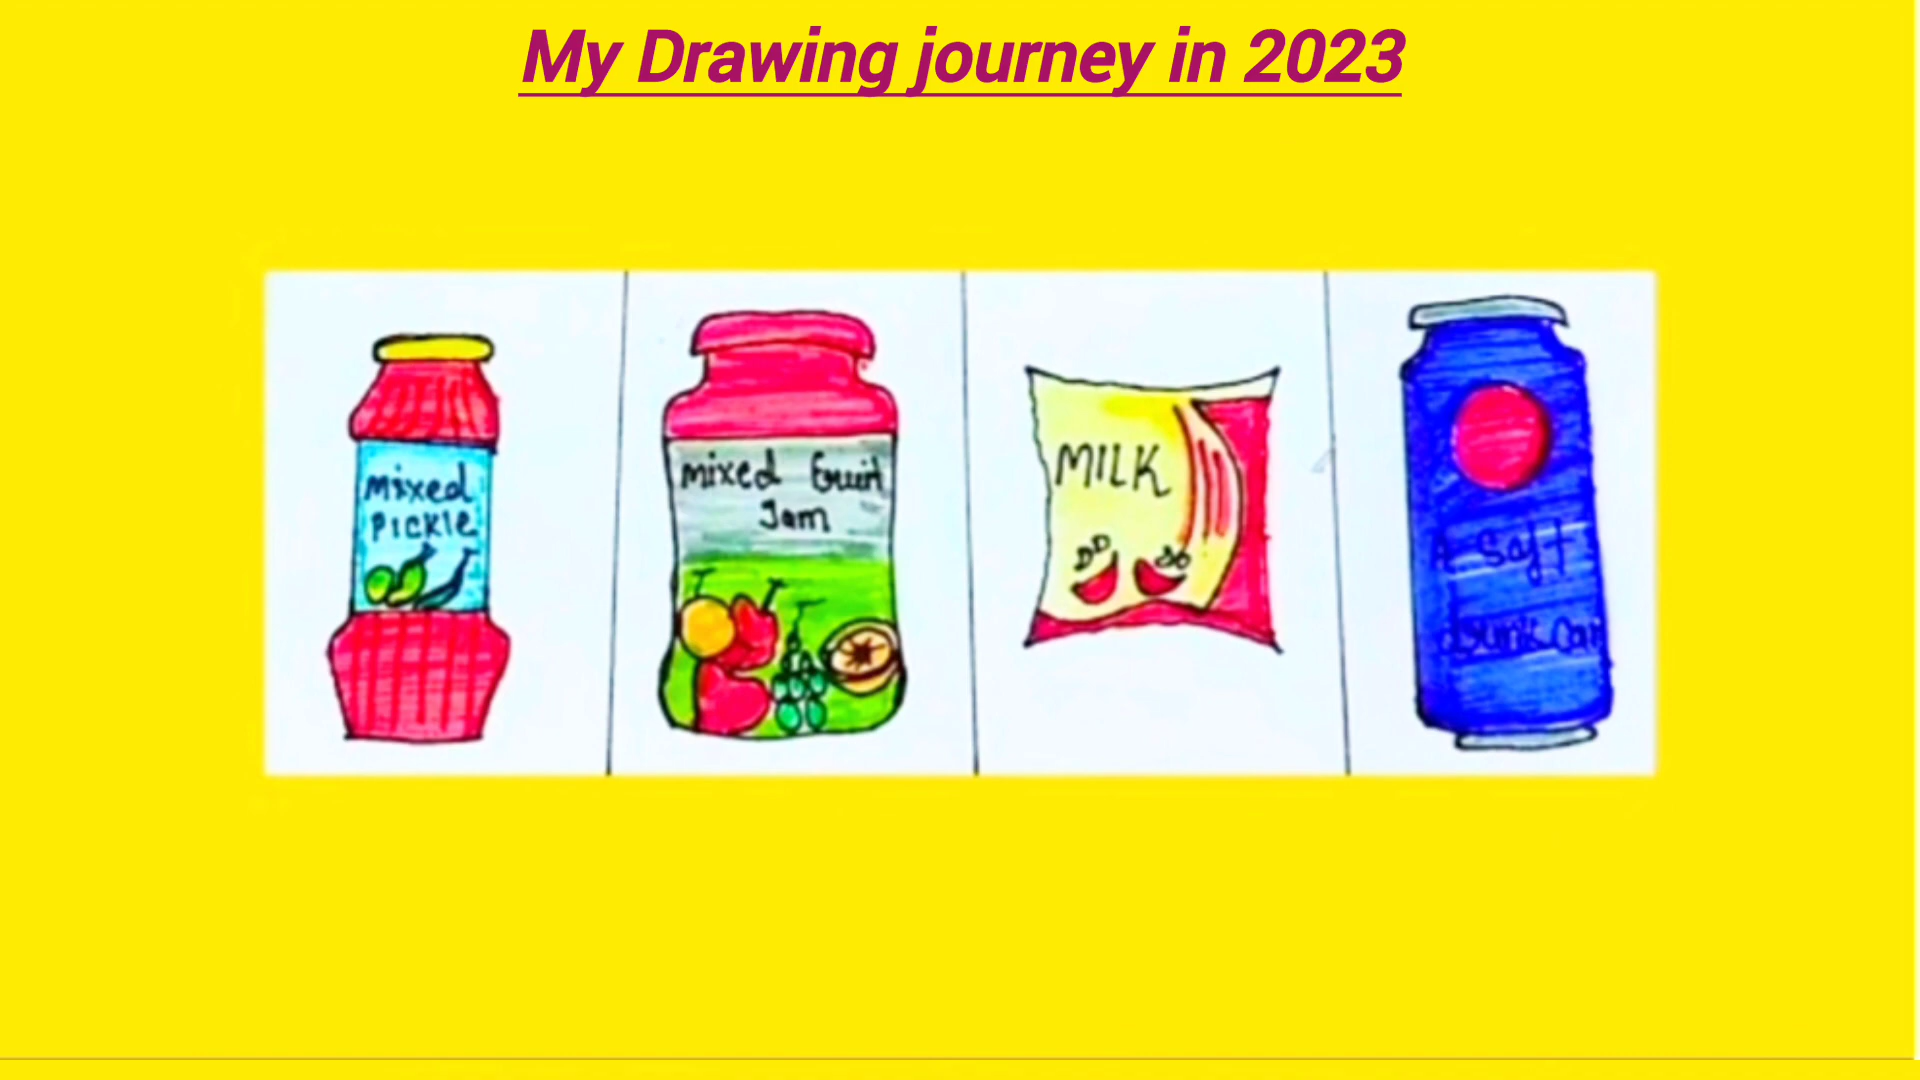 My Drawing journey in 2023
mixed
PICKLE
mixed fruit
Jam
MILK
A Soft
drink can